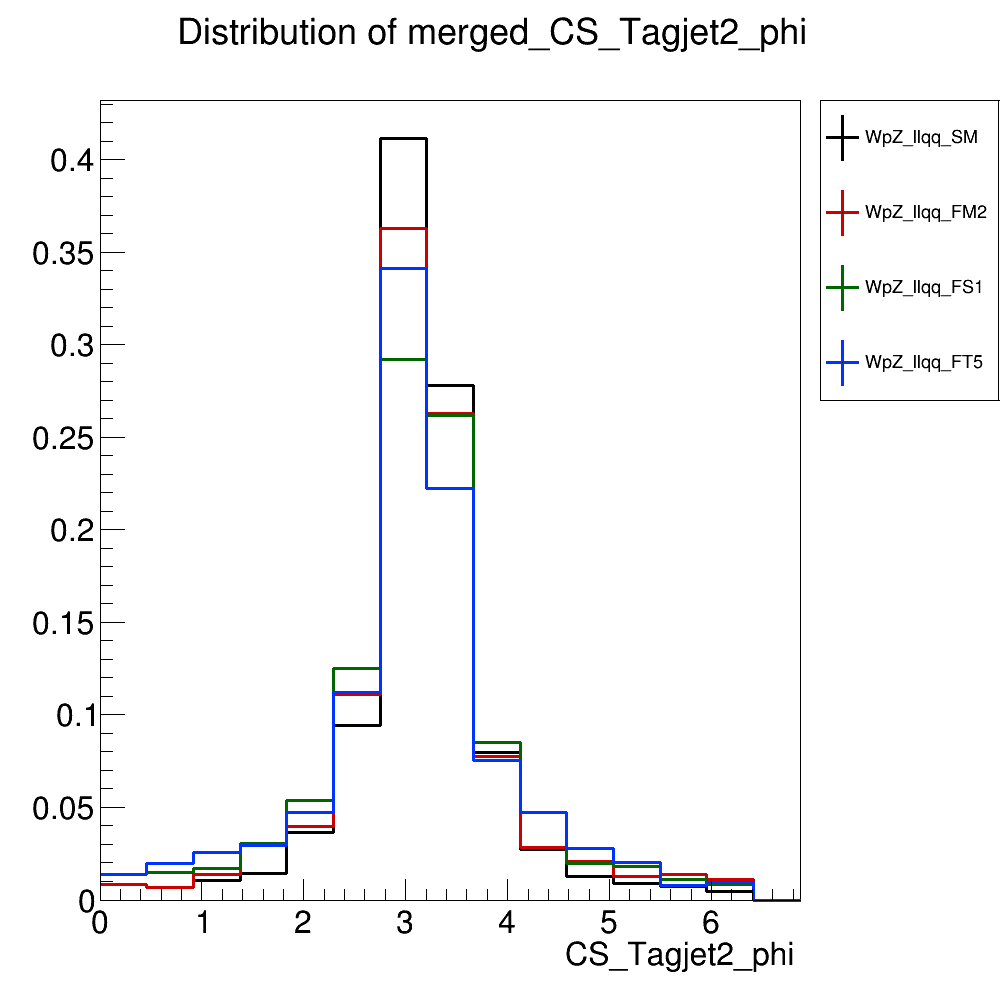 Distribution of merged_CS_Tagjet2_phi
WpZ_llqq_SM
WpZ_llqq_FM2
WpZ_llqq_FS1
WpZ_llqq_FT5
0.4
0.35
0.3
0.25
0.2
0.15
0.1
0.05
0
0 1 2 3 4 5 6
CS_Tagjet2_phi